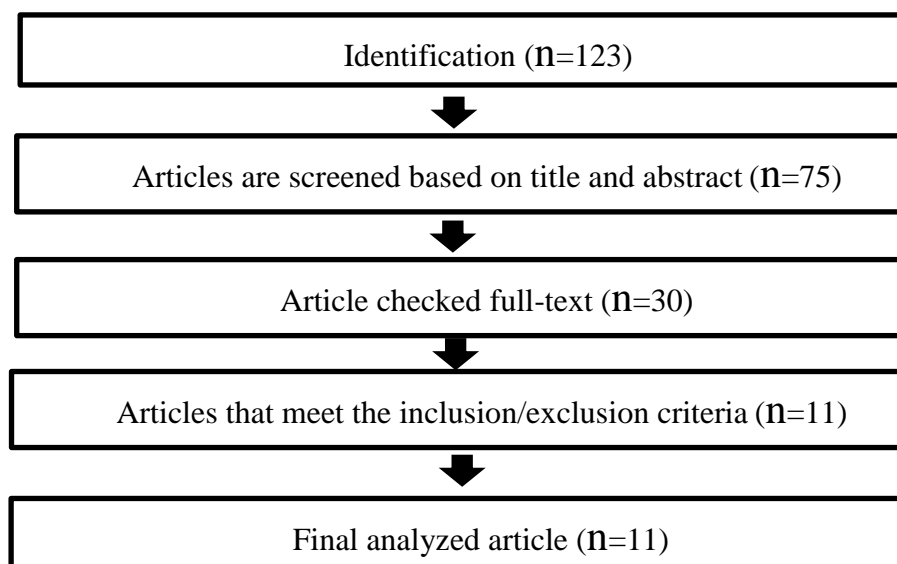 Identification (n=123)
Articles are screened based on title and abstract (n=75)
Article checked full-text (n=30)
Articles that meet the inclusion/exclusion criteria (n=11)
Final analyzed article (n=11)